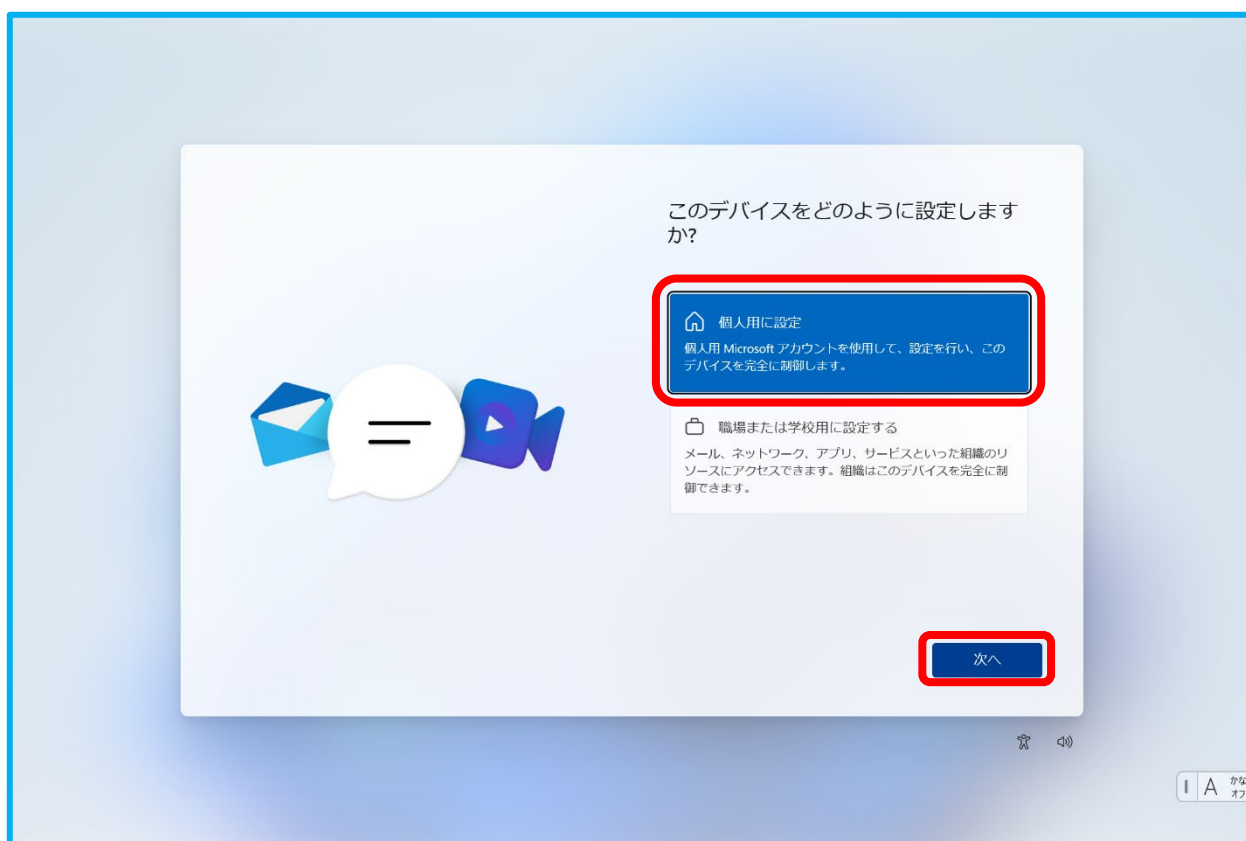 このデバイスをどのように設定します
か?
個人用に設定
個人用 Microsoft アカウントを使用して、設定を行い、この
デバイスを完全に制御します。
職場または学校用に設定する
メール、ネットワーク、アプリ、サービスといった組織のリ
ソースにアクセスできます。組織はこのデバイスを完全に制
御できます。
次へ
A
かな
オフ